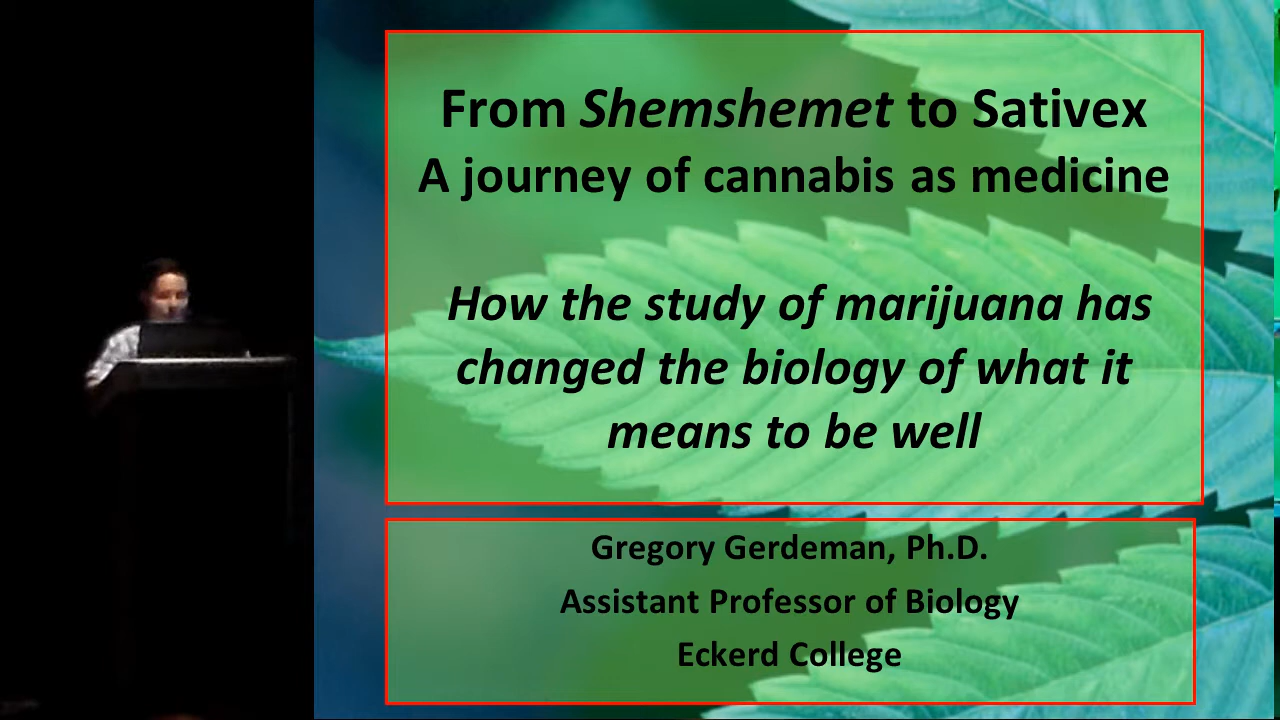 From Shemshemet to Sativex
A journey of cannabis as medicine
How the study of marijuana has
changed the biology of what it
means to be well
Gregory Gerdeman, Ph.D.
Assistant Professor of Biology
Eckerd College